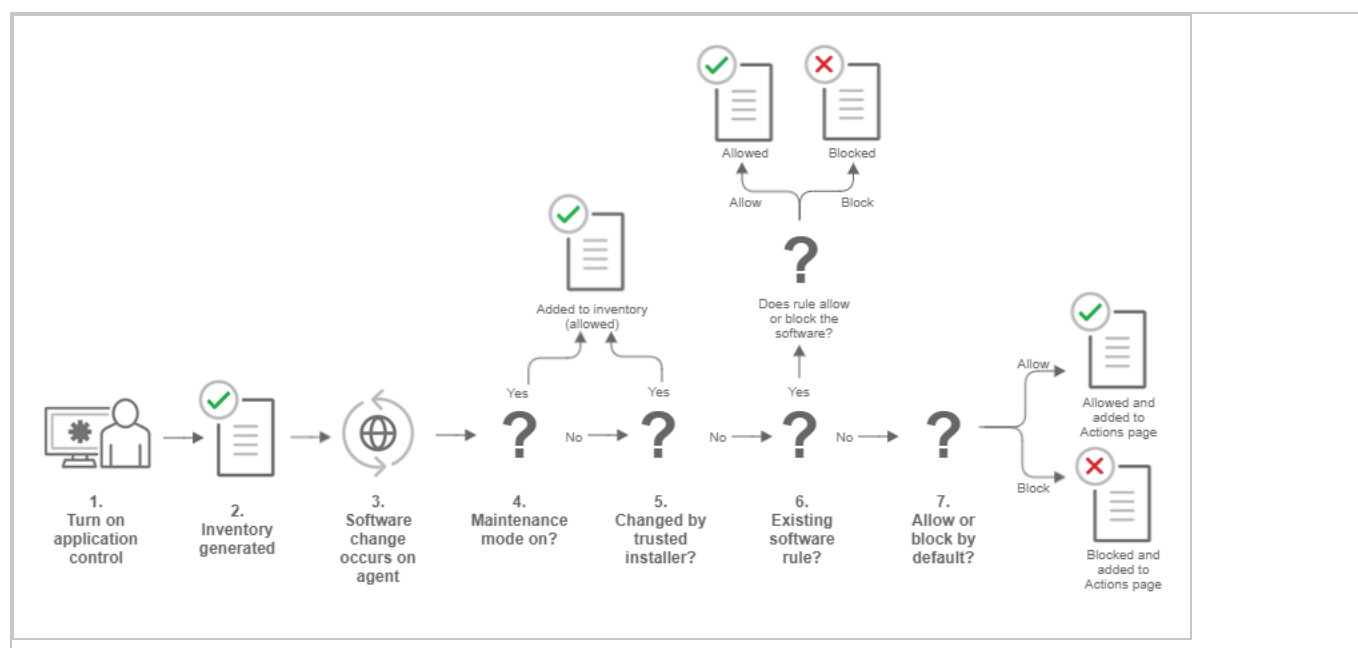 Allowed
Blocked
Allow
Block
Does rule allow
or block the
software?
Added to inventory
(allowed)
Yes
Yes
Yes
No
No
No
Allow
Allowed and
added to
Actions page
Block
Blocked and
added to
Actions page
1.
Turn on
application
control
2.
Inventory
generated
3.
Software
change
occurs on
agent
4.
Maintenance
mode on?
5.
Changed by
trusted
installer?
6.
Existing
software
rule?
7.
Allow or
block by
default?